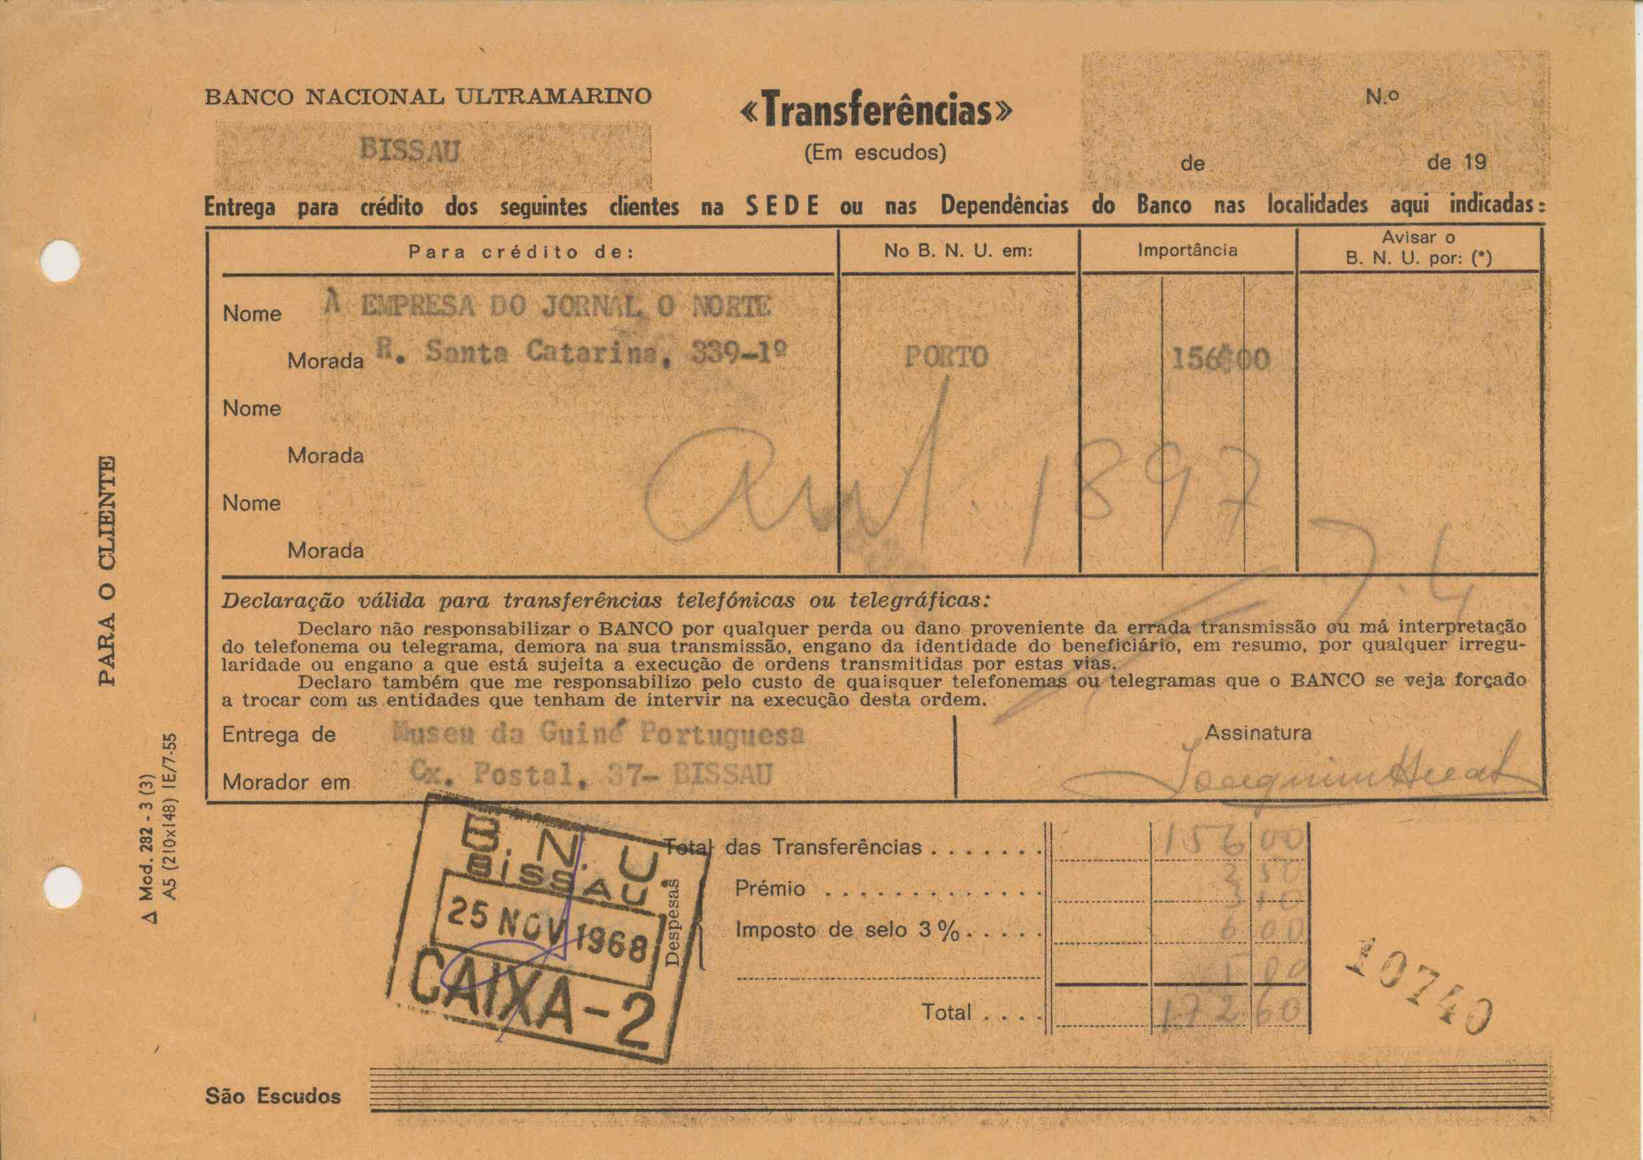 BANCO NACIONAL ULTRAMARINO
BISSAU
«Transferências»
(Em escudos)
N.º
de de 19
Entrega para crédito dos seguintes clientes na SEDE ou nas Dependências do Banco nas localidades aqui indicadas:
Para crédito de: No B. N. U. em: Importância Avisar o B. N. U. por: (*)
Nome À EMPRESA DO JORNAL O NORTE
Morada R. Santa Catarina, 339-1º PORTO 156$00
Nome
Morada
Nome
Morada
1897
7.4
Declaração válida para transferências telefónicas ou telegráficas:
Declaro não responsabilizar o BANCO por qualquer perda ou dano proveniente da errada transmissão ou má interpretação
do telefonema ou telegrama, demora na sua transmissão, engano da identidade do beneficiário, em resumo, por qualquer irregu-
laridade ou engano a que está sujeita a execução de ordens transmitidas por estas vias.
Declaro também que me responsabilizo pelo custo de quaisquer telefonemas ou telegramas que o BANCO se veja forçado
a trocar com as entidades que tenham de intervir na execução desta ordem.
Entrega de Museu da Guiné Portuguesa
Assinatura
Morador em Cx. Postal, 37- BISSAU
Joaquim
B. N. U.
BISSAU
25 NOV 1968
CAIXA-2
Total das Transferências . . . . . . . 156 00
Despesas
Prémio . . . . . . . . . . . . .
Imposto de selo 3%. . . . .
6 00
Total . . . . 172 60
10740
São Escudos
PARA O CLIENTE
Δ Mod. 282 - 3 (3)
A5 (210x148) IE/7-55